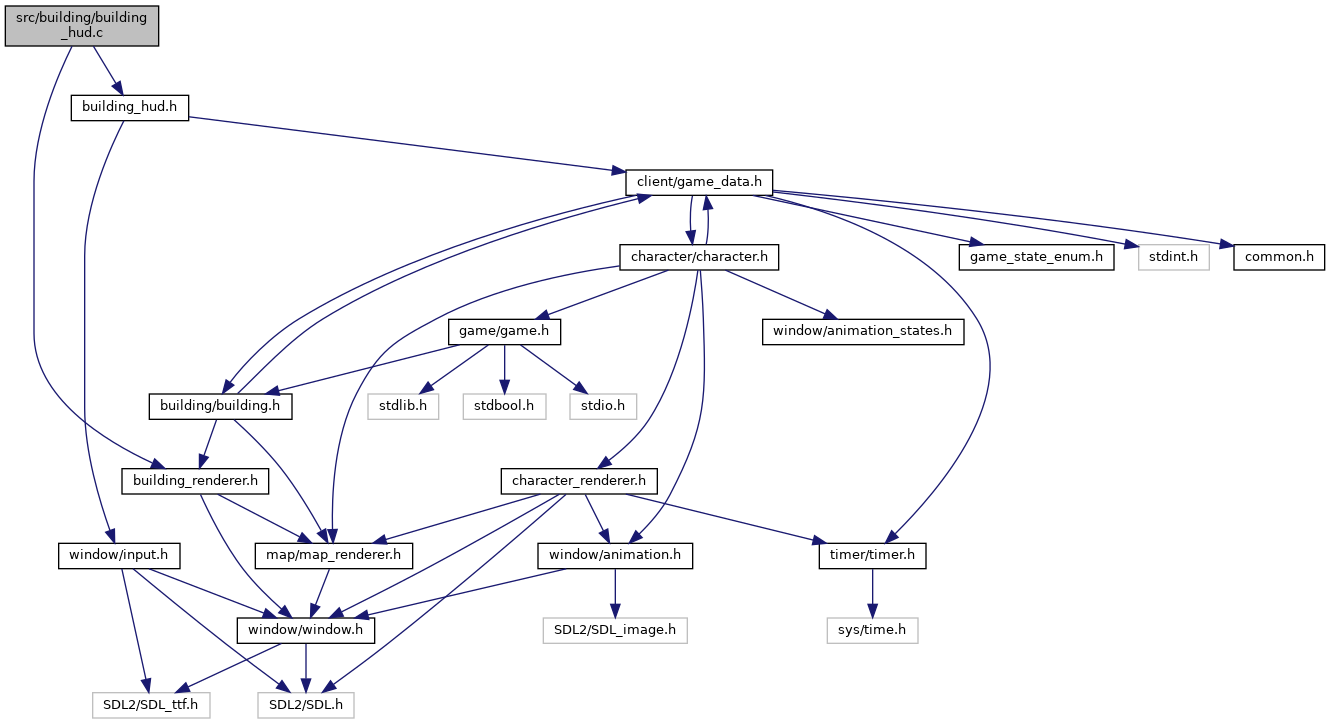 src/building/building
_hud.c
building_hud.h
client/game_data.h
character/character.h
game_state_enum.h
stdint.h
common.h
game/game.h
window/animation_states.h
building/building.h
stdlib.h
stdbool.h
stdio.h
building_renderer.h
character_renderer.h
window/input.h
map/map_renderer.h
window/animation.h
timer/timer.h
window/window.h
SDL2/SDL_image.h
sys/time.h
SDL2/SDL_ttf.h
SDL2/SDL.h